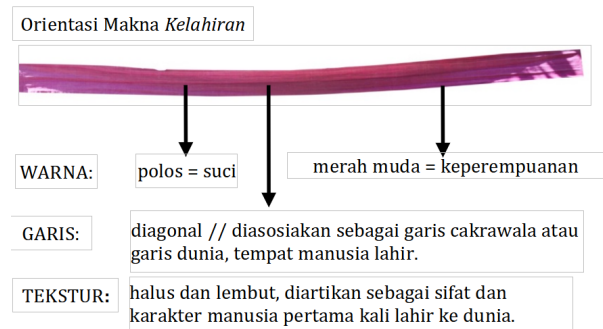 Orientasi Makna Kelahiran
WARNA:
polos = suci
merah muda = keperempuanan
GARIS:
diagonal // diasosiakan sebagai garis cakrawala atau
garis dunia, tempat manusia lahir.
TEKSTUR:
halus dan lembut, diartikan sebagai sifat dan
karakter manusia pertama kali lahir ke dunia.